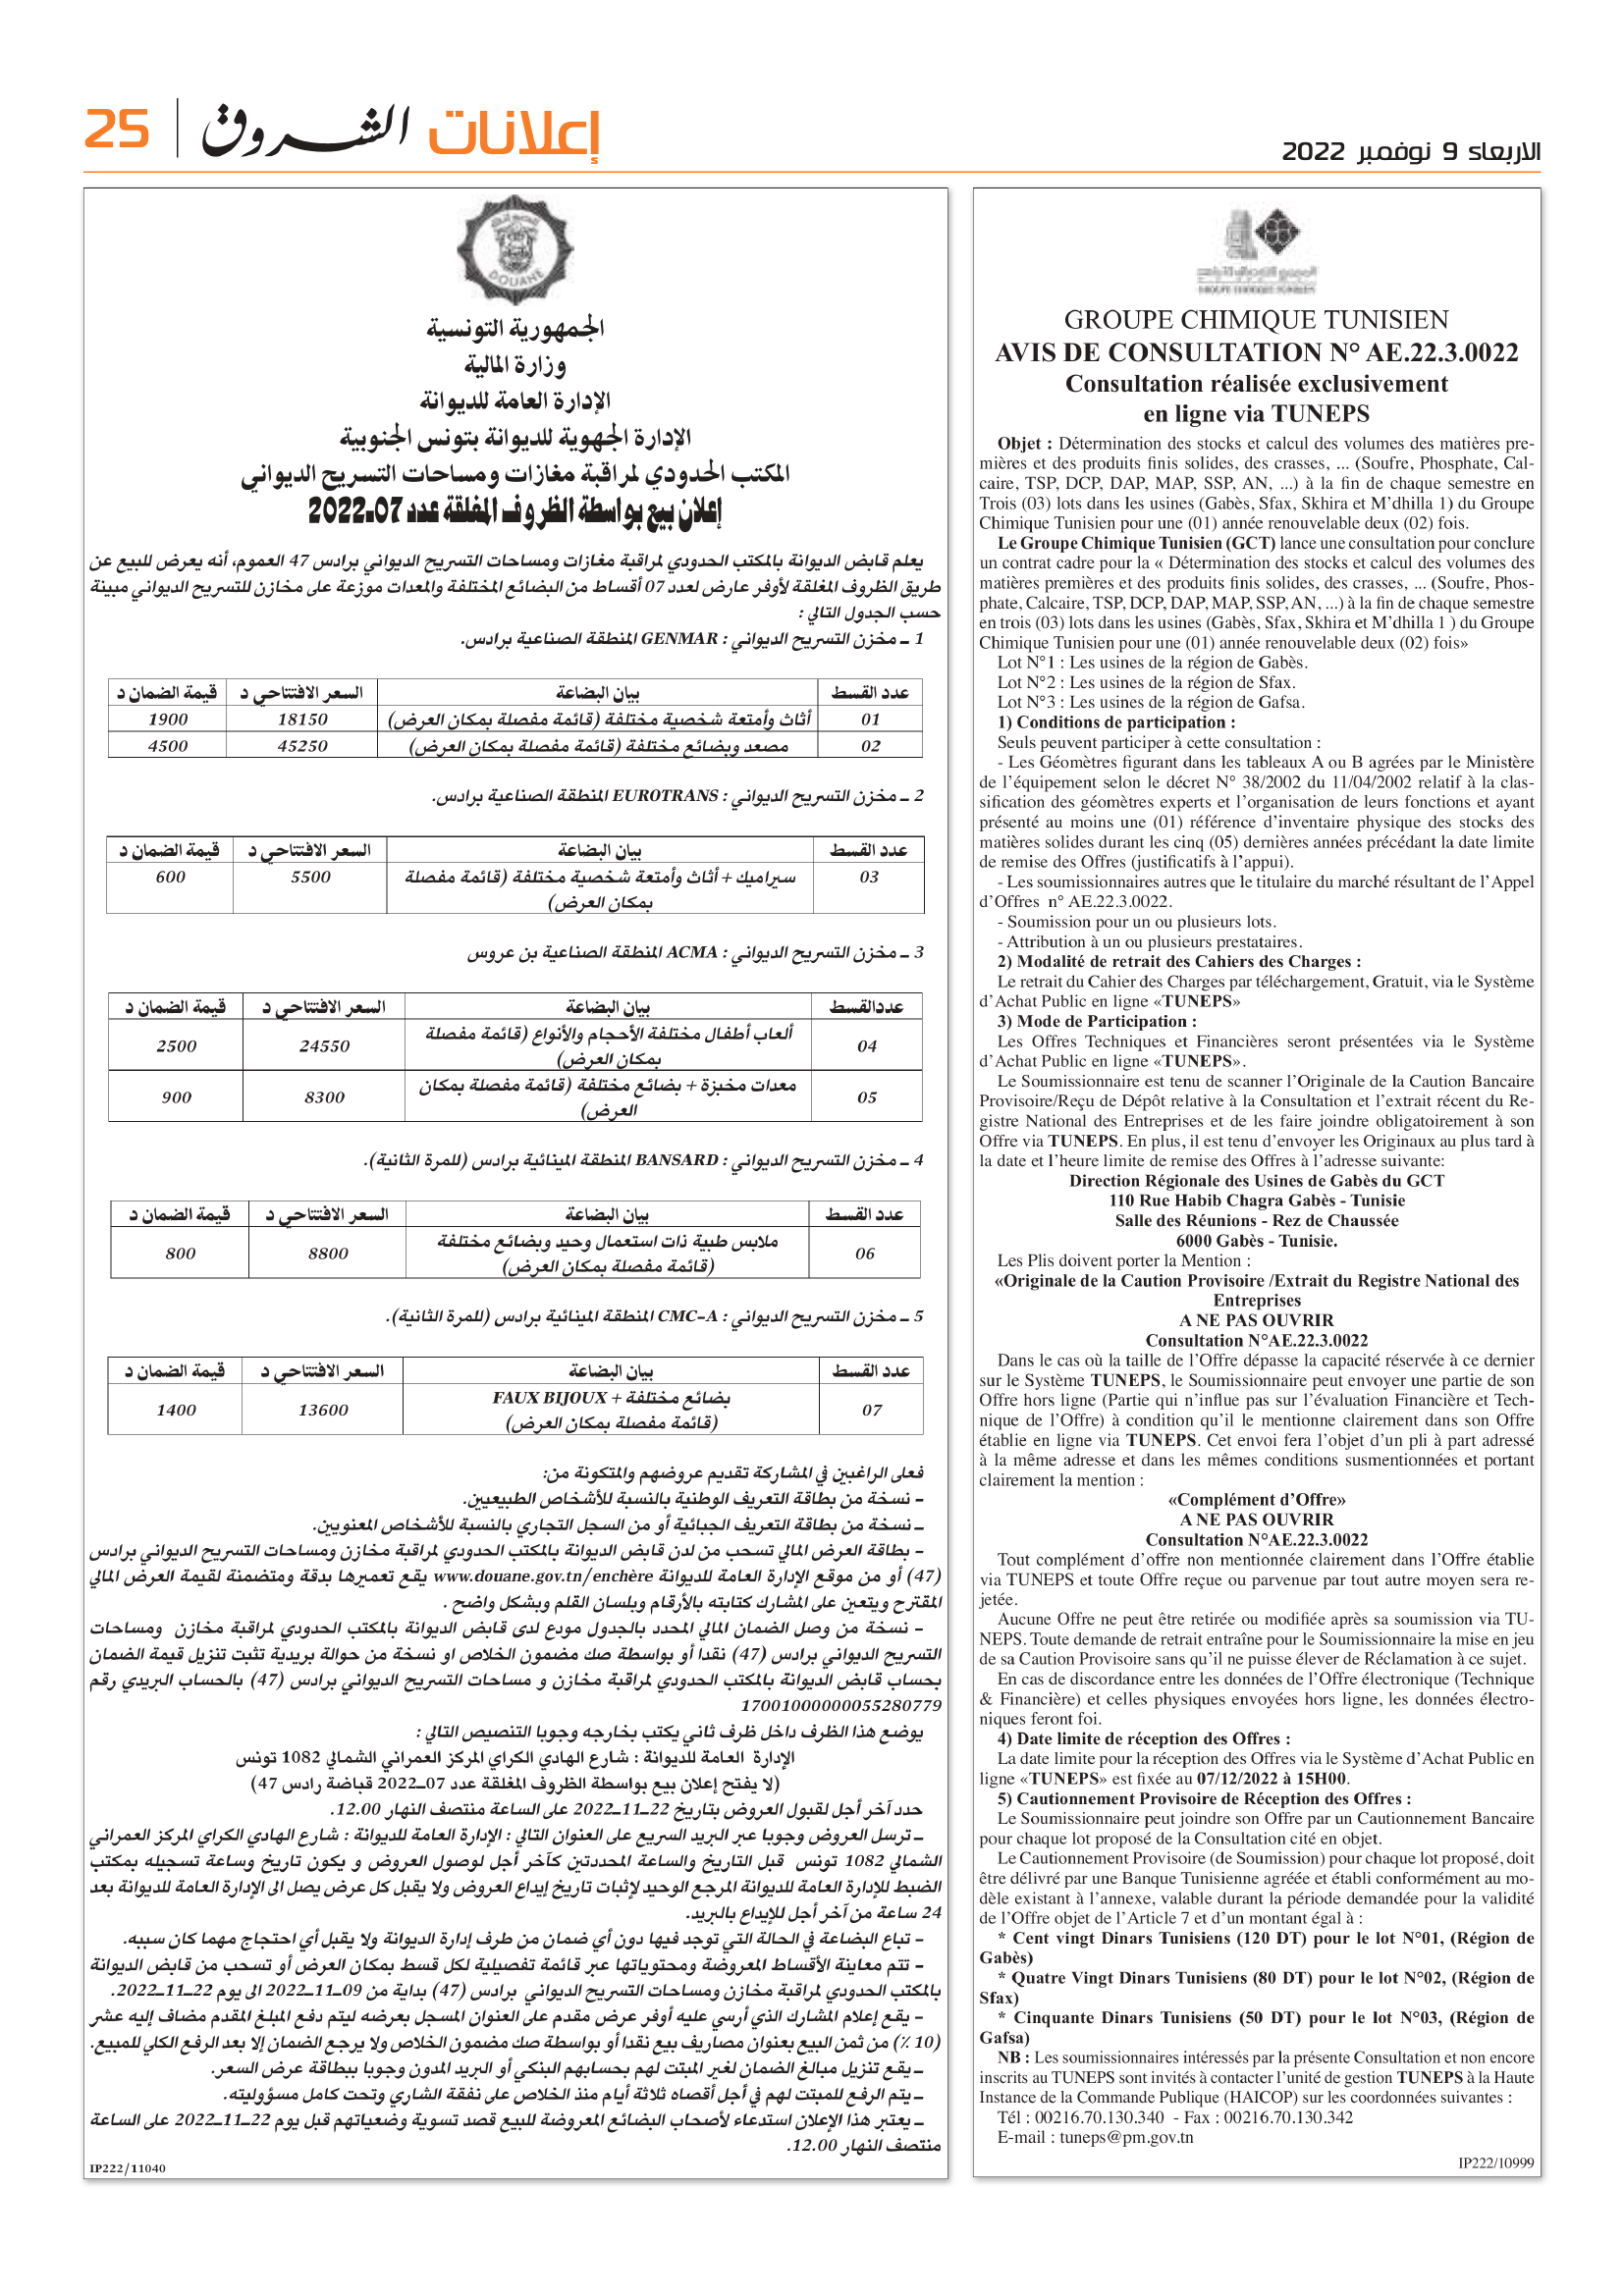 الاربعاء 9 نوفمبر 2022
إعلانات الشروق 25
GROUPE CHIMIQUE TUNISIEN
AVIS DE CONSULTATION N° AE.22.3.0022
Consultation réalisée exclusivement
en ligne via TUNEPS
Objet : Détermination des stocks et calcul des volumes des matières pre-
mières et des produits finis solides, des crasses, ... (Soufre, Phosphate, Cal-
caire, TSP, DCP, DAP, MAP, SSP, AN, ...) à la fin de chaque semestre en
Trois (03) lots dans les usines (Gabès, Sfax, Skhira et M’dhilla 1) du Groupe
Chimique Tunisien pour une (01) année renouvelable deux (02) fois.
Le Groupe Chimique Tunisien (GCT) lance une consultation pour conclure
un contrat cadre pour la « Détermination des stocks et calcul des volumes des
matières premières et des produits finis solides, des crasses, ... (Soufre, Phos-
phate, Calcaire, TSP, DCP, DAP, MAP, SSP, AN, ...) à la fin de chaque semestre
en trois (03) lots dans les usines (Gabès, Sfax, Skhira et M’dhilla 1 ) du Groupe
Chimique Tunisien pour une (01) année renouvelable deux (02) fois»
Lot N°1 : Les usines de la région de Gabès.
Lot N°2 : Les usines de la région de Sfax.
Lot N°3 : Les usines de la région de Gafsa.
1) Conditions de participation :
Seuls peuvent participer à cette consultation :
- Les Géomètres figurant dans les tableaux A ou B agrées par le Ministère
de l’équipement selon le décret N° 38/2002 du 11/04/2002 relatif à la clas-
sification des géomètres experts et l’organisation de leurs fonctions et ayant
présenté au moins une (01) référence d’inventaire physique des stocks des
matières solides durant les cinq (05) dernières années précédant la date limite
de remise des Offres (justificatifs à l’appui).
- Les soumissionnaires autres que le titulaire du marché résultant de l’Appel
d’Offres n° AE.22.3.0022.
- Soumission pour un ou plusieurs lots.
- Attribution à un ou plusieurs prestataires.
2) Modalité de retrait des Cahiers des Charges :
Le retrait du Cahier des Charges par téléchargement, Gratuit, via le Système
d’Achat Public en ligne «TUNEPS»
3) Mode de Participation :
Les Offres Techniques et Financières seront présentées via le Système
d’Achat Public en ligne «TUNEPS».
Le Soumissionnaire est tenu de scanner l’Originale de la Caution Bancaire
Provisoire/Reçu de Dépôt relative à la Consultation et l’extrait récent du Re-
gistre National des Entreprises et de les faire joindre obligatoirement à son
Offre via TUNEPS. En plus, il est tenu d’envoyer les Originaux au plus tard à
la date et l’heure limite de remise des Offres à l’adresse suivante:
Direction Régionale des Usines de Gabès du GCT
110 Rue Habib Chagra Gabès - Tunisie
Salle des Réunions - Rez de Chaussée
6000 Gabès - Tunisie.
Les Plis doivent porter la Mention :
«Originale de la Caution Provisoire /Extrait du Registre National des
Entreprises
A NE PAS OUVRIR
Consultation N°AE.22.3.0022
Dans le cas où la taille de l’Offre dépasse la capacité réservée à ce dernier
sur le Système TUNEPS, le Soumissionnaire peut envoyer une partie de son
Offre hors ligne (Partie qui n’influe pas sur l’évaluation Financière et Tech-
nique de l’Offre) à condition qu’il le mentionne clairement dans son Offre
établie en ligne via TUNEPS. Cet envoi fera l’objet d’un pli à part adressé
à la même adresse et dans les mêmes conditions susmentionnées et portant
clairement la mention :
«Complément d’Offre»
A NE PAS OUVRIR
Consultation N°AE.22.3.0022
Tout complément d’offre non mentionnée clairement dans l’Offre établie
via TUNEPS et toute Offre reçue ou parvenue par tout autre moyen sera re-
jetée.
Aucune Offre ne peut être retirée ou modifiée après sa soumission via TU-
NEPS. Toute demande de retrait entraîne pour le Soumissionnaire la mise en jeu
de sa Caution Provisoire sans qu’il ne puisse élever de Réclamation à ce sujet.
En cas de discordance entre les données de l’Offre électronique (Technique
& Financière) et celles physiques envoyées hors ligne, les données électro-
niques feront foi.
4) Date limite de réception des Offres :
La date limite pour la réception des Offres via le Système d’Achat Public en
ligne «TUNEPS» est fixée au 07/12/2022 à 15H00.
5) Cautionnement Provisoire de Réception des Offres :
Le Soumissionnaire peut joindre son Offre par un Cautionnement Bancaire
pour chaque lot proposé de la Consultation cité en objet.
Le Cautionnement Provisoire (de Soumission) pour chaque lot proposé, doit
être délivré par une Banque Tunisienne agréée et établi conformément au mo-
dèle existant à l’annexe, valable durant la période demandée pour la validité
de l’Offre objet de l’Article 7 et d’un montant égal à :
* Cent vingt Dinars Tunisiens (120 DT) pour le lot N°01, (Région de
Gabès)
* Quatre Vingt Dinars Tunisiens (80 DT) pour le lot N°02, (Région de
Sfax)
* Cinquante Dinars Tunisiens (50 DT) pour le lot N°03, (Région de
Gafsa)
NB : Les soumissionnaires intéressés par la présente Consultation et non encore
inscrits au TUNEPS sont invités à contacter l’unité de gestion TUNEPS à la Haute
Instance de la Commande Publique (HAICOP) sur les coordonnées suivantes :
Tél : 00216.70.130.340 - Fax : 00216.70.130.342
E-mail : tuneps@pm.gov.tn
IP222/10999
DOUANE
الجمهورية التونسية
وزارة المالية
الإدارة العامة للديوانة
الإدارة الجهوية للديوانة بتونس الجنوبية
المكتب الحدودي لمراقبة مغازات ومساحات التسريح الديواني
إعلان بيع بواسطة الظروف المغلقة عدد 07-2022
يعلم قابض الديوانة بالمكتب الحدودي لمراقبة مغازات ومساحات التسريح الديواني برادس 47 العموم، أنه يعرض للبيع عن
طريق الظروف المغلقة لأوفر عارض لعدد 07 أقساط من البضائع المختلفة والمعدات موزعة على مخازن للتسريح الديواني مبينة
حسب الجدول التالي :
1 ـ مخزن التسريح الديواني : GENMAR المنطقة الصناعية برادس.
عدد القسط بيان البضاعة السعر الافتتاحي د قيمة الضمان د
01 أثاث وأمتعة شخصية مختلفة (قائمة مفصلة بمكان العرض) 18150 1900
02 مصعد وبضائع مختلفة (قائمة مفصلة بمكان العرض) 45250 4500
2 ـ مخزن التسريح الديواني : EUROTRANS المنطقة الصناعية برادس.
عدد القسط بيان البضاعة السعر الافتتاحي د قيمة الضمان د
03 سيراميك + أثاث وأمتعة شخصية مختلفة (قائمة مفصلة 5500 600
بمكان العرض)
3 ـ مخزن التسريح الديواني : ACMA المنطقة الصناعية بن عروس
عددالقسط بيان البضاعة السعر الافتتاحي د قيمة الضمان د
04 ألعاب أطفال مختلفة الأحجام والأنواع (قائمة مفصلة 24550 2500
بمكان العرض)
05 معدات مخبزة + بضائع مختلفة (قائمة مفصلة بمكان 8300 900
العرض)
4 ـ مخزن التسريح الديواني : BANSARD المنطقة المينائية برادس (للمرة الثانية).
عدد القسط بيان البضاعة السعر الافتتاحي د قيمة الضمان د
06 ملابس طبية ذات استعمال وحيد وبضائع مختلفة 8800 800
(قائمة مفصلة بمكان العرض)
5 ـ مخزن التسريح الديواني : CMC-A المنطقة المينائية برادس (للمرة الثانية).
عدد القسط بيان البضاعة السعر الافتتاحي د قيمة الضمان د
07 بضائع مختلفة + FAUX BIJOUX 13600 1400
(قائمة مفصلة بمكان العرض)
فعلى الراغبين في المشاركة تقديم عروضهم والمتكونة من:
- نسخة من بطاقة التعريف الوطنية بالنسبة للأشخاص الطبيعيين.
ـ نسخة من بطاقة التعريف الجبائية أو من السجل التجاري بالنسبة للأشخاص المعنويين.
- بطاقة العرض المالي تسحب من لدن قابض الديوانة بالمكتب الحدودي لمراقبة مخازن ومساحات التسريح الديواني برادس
(47) أو من موقع الإدارة العامة للديوانة www.douane.gov.tn/enchère يقع تعميرها بدقة ومتضمنة لقيمة العرض المالي
المقترح ويتعين على المشارك كتابته بالأرقام وبلسان القلم وبشكل واضح .
- نسخة من وصل الضمان المالي المحدد بالجدول مودع لدى قابض الديوانة بالمكتب الحدودي لمراقبة مخازن ومساحات
التسريح الديواني برادس (47) نقدا أو بواسطة صك مضمون الخلاص او نسخة من حوالة بريدية تثبت تنزيل قيمة الضمان
بحساب قابض الديوانة بالمكتب الحدودي لمراقبة مخازن و مساحات التسريح الديواني برادس (47) بالحساب البريدي رقم
17001000000055280779
يوضع هذا الظرف داخل ظرف ثاني يكتب بخارجه وجوبا التنصيص التالي :
الإدارة العامة للديوانة : شارع الهادي الكراي المركز العمراني الشمالي 1082 تونس
(لا يفتح إعلان بيع بواسطة الظروف المغلقة عدد 07ـ2022 قباضة رادس 47)
حدد آخر أجل لقبول العروض بتاريخ 22ـ11ـ2022 على الساعة منتصف النهار 12.00.
ـ ترسل العروض وجوبا عبر البريد السريع على العنوان التالي : الإدارة العامة للديوانة : شارع الهادي الكراي المركز العمراني
الشمالي 1082 تونس قبل التاريخ والساعة المحددتين كآخر أجل لوصول العروض و يكون تاريخ وساعة تسجيله بمكتب
الضبط للإدارة العامة للديوانة المرجع الوحيد لإثبات تاريخ إيداع العروض ولا يقبل كل عرض يصل الى الإدارة العامة للديوانة بعد
24 ساعة من آخر أجل للإيداع بالبريد.
- تباع البضاعة في الحالة التي توجد فيها دون أي ضمان من طرف إدارة الديوانة ولا يقبل أي احتجاج مهما كان سببه.
- تتم معاينة الأقساط المعروضة ومحتوياتها عبر قائمة تفصيلية لكل قسط بمكان العرض أو تسحب من قابض الديوانة
بالمكتب الحدودي لمراقبة مخازن ومساحات التسريح الديواني برادس (47) بداية من 09ـ11ـ2022 الى يوم 22ـ11ـ2022.
- يقع إعلام المشارك الذي أرسي عليه أوفر عرض مقدم على العنوان المسجل بعرضه ليتم دفع المبلغ المقدم مضاف إليه عشر
(10 ٪) من ثمن البيع بعنوان مصاريف بيع نقدا أو بواسطة صك مضمون الخلاص ولا يرجع الضمان إلا بعد الرفع الكلي للمبيع.
ـ يقع تنزيل مبالغ الضمان لغير المبتت لهم بحسابهم البنكي أو البريد المدون وجوبا ببطاقة عرض السعر.
ـ يتم الرفع للمبتت لهم في أجل أقصاه ثلاثة أيام منذ الخلاص على نفقة الشاري وتحت كامل مسؤوليته.
ـ يعتبر هذا الإعلان استدعاء لأصحاب البضائع المعروضة للبيع قصد تسوية وضعياتهم قبل يوم 22ـ11ـ2022 على الساعة
منتصف النهار 12.00.
IP222/11040